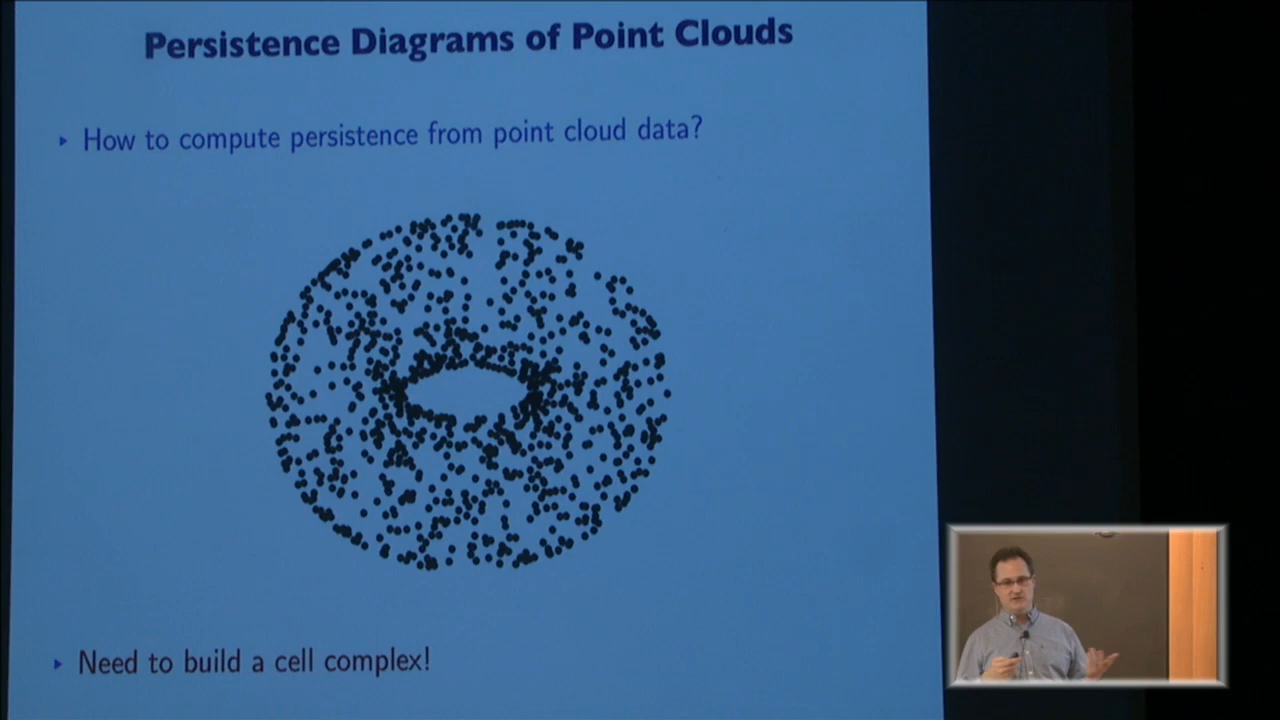 Persistence Diagrams of Point Clouds
How to compute persistence from point cloud data?
Need to build a cell complex!